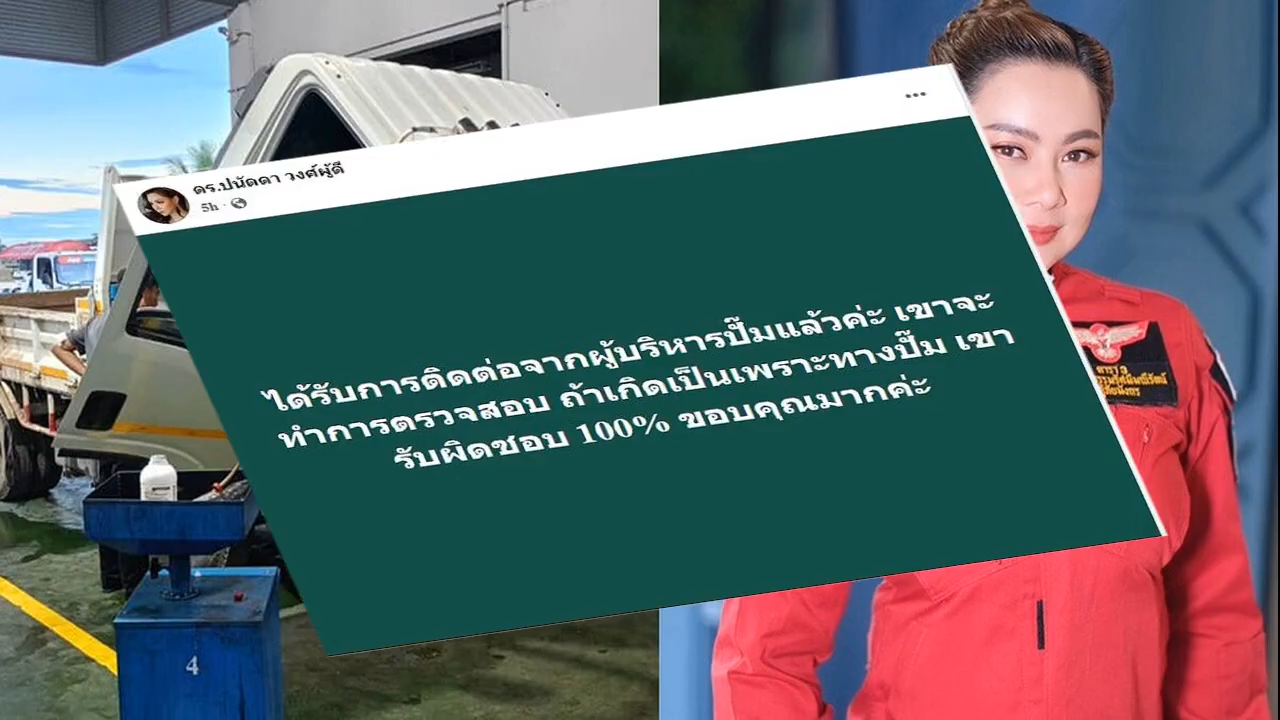 ดร.ปนัดดา วงศ์ผู้ดี
5h ·
ได้รับการติดต่อจากผู้บริหารปั๊มแล้วค่ะ เขาจะ
ทำการตรวจสอบ ถ้าเกิดเป็นเพราะทางปั๊ม เขา
รับผิดชอบ 100% ขอบคุณมากค่ะ
4